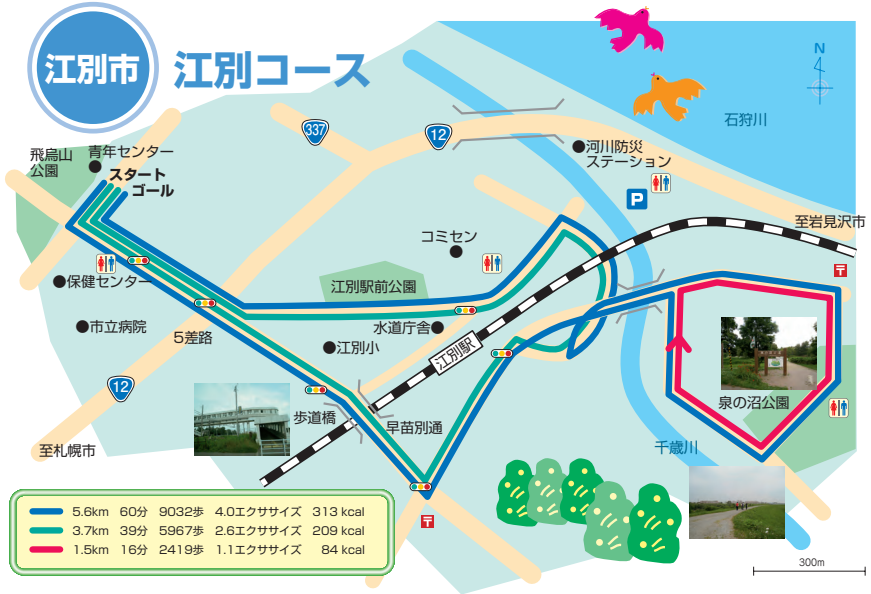 江別市 江別コース
N
石狩川
337
12
河川防災
ステーション
飛烏山
公園
青年センター
スタート
ゴール
P
至岩見沢市
コミセン
保健センター
江別駅前公園
〒
市立病院
5差路
水道庁舎
江別小
江別駅
12
泉の沼公園
歩道橋
早苗別通
至札幌市
千歳川
5.6km 60分 9032歩 4.0エクササイズ 313 kcal
3.7km 39分 5967歩 2.6エクササイズ 209 kcal
1.5km 16分 2419歩 1.1エクササイズ 84 kcal
〒
300m